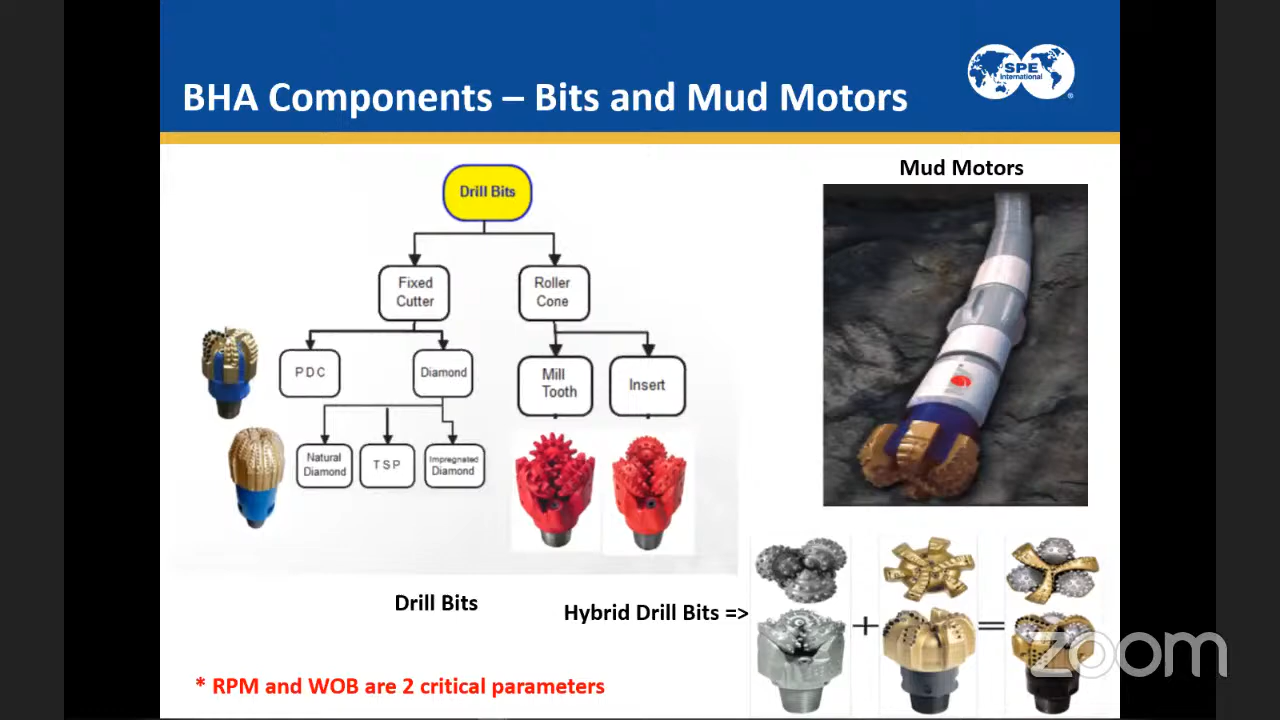 BHA Components – Bits and Mud Motors
SPE
International
Mud Motors
Drill Bits
Fixed
Cutter
Roller
Cone
PDC
Diamond
Mill
Tooth
Insert
Natural
Diamond
TSP
Impregnated
Diamond
Drill Bits
Hybrid Drill Bits =>
+
=
* RPM and WOB are 2 critical parameters
zoom